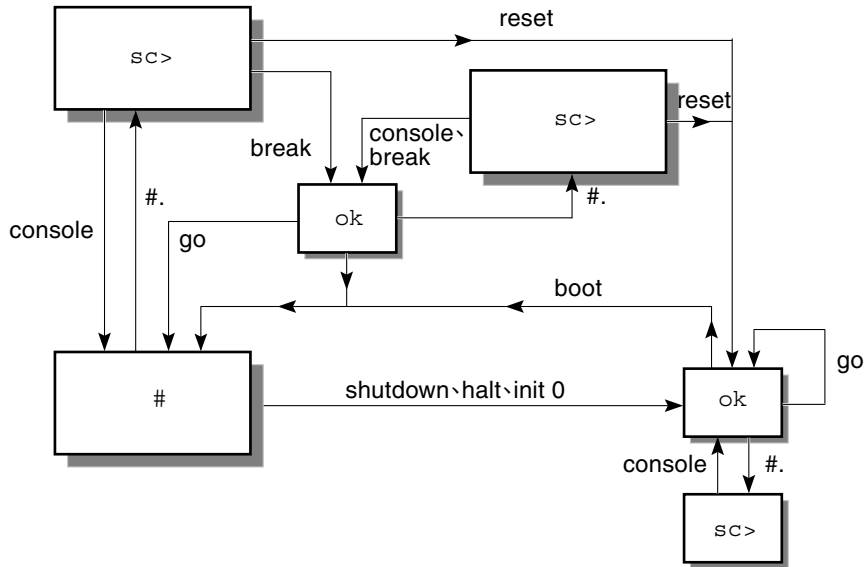 reset
sc>
sc>
reset
console、
break
break
#.
#.
ok
console
go
boot
go
#
shutdown、halt、init 0
ok
console
#.
sc>